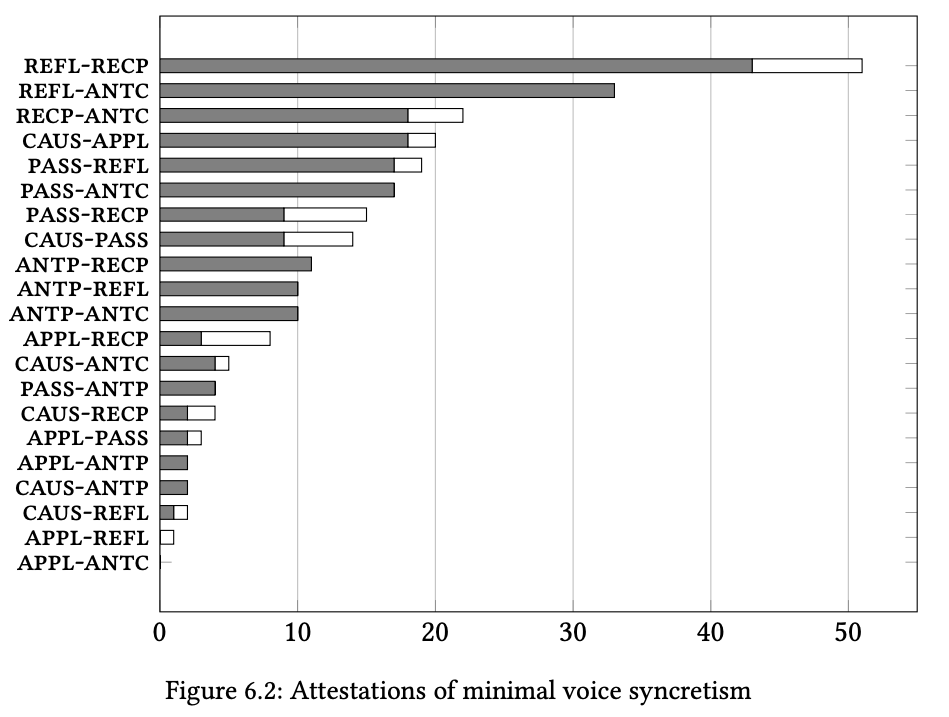 REFL-RECP
REFL-ANTC
RECP-ANTC
CAUS-APPL
PASS-REFL
PASS-ANTC
PASS-RECP
CAUS-PASS
ANTP-RECP
ANTP-REFL
ANTP-ANTC
APPL-RECP
CAUS-ANTC
PASS-ANTP
CAUS-RECP
APPL-PASS
APPL-ANTP
CAUS-ANTP
CAUS-REFL
APPL-REFL
APPL-ANTC
0 10 20 30 40 50
Figure 6.2: Attestations of minimal voice syncretism